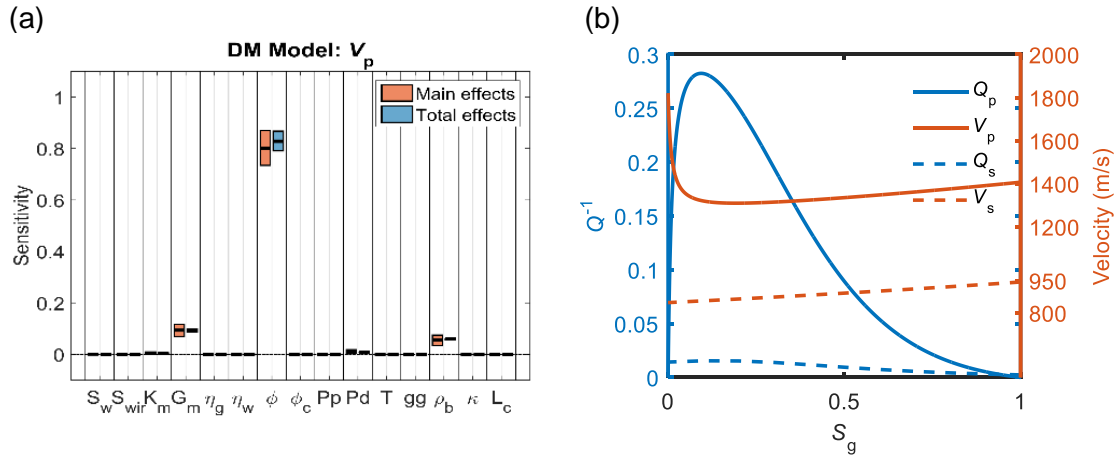 (a)
(b)
DM Model: Vp
Main effects
Total effects
Sensitivity
1
0.8
0.6
0.4
0.2
0
Sw Swir Km Gm ηg ηw ϕ ϕc Pp Pd T gg ρb κ Lc
Q-1
0.3
0.25
0.2
0.15
0.1
0.05
0
Qp
Vp
Qs
Vs
2000
1800
1600
1400
1200
950
800
Velocity (m/s)
0 0.5 1
Sg